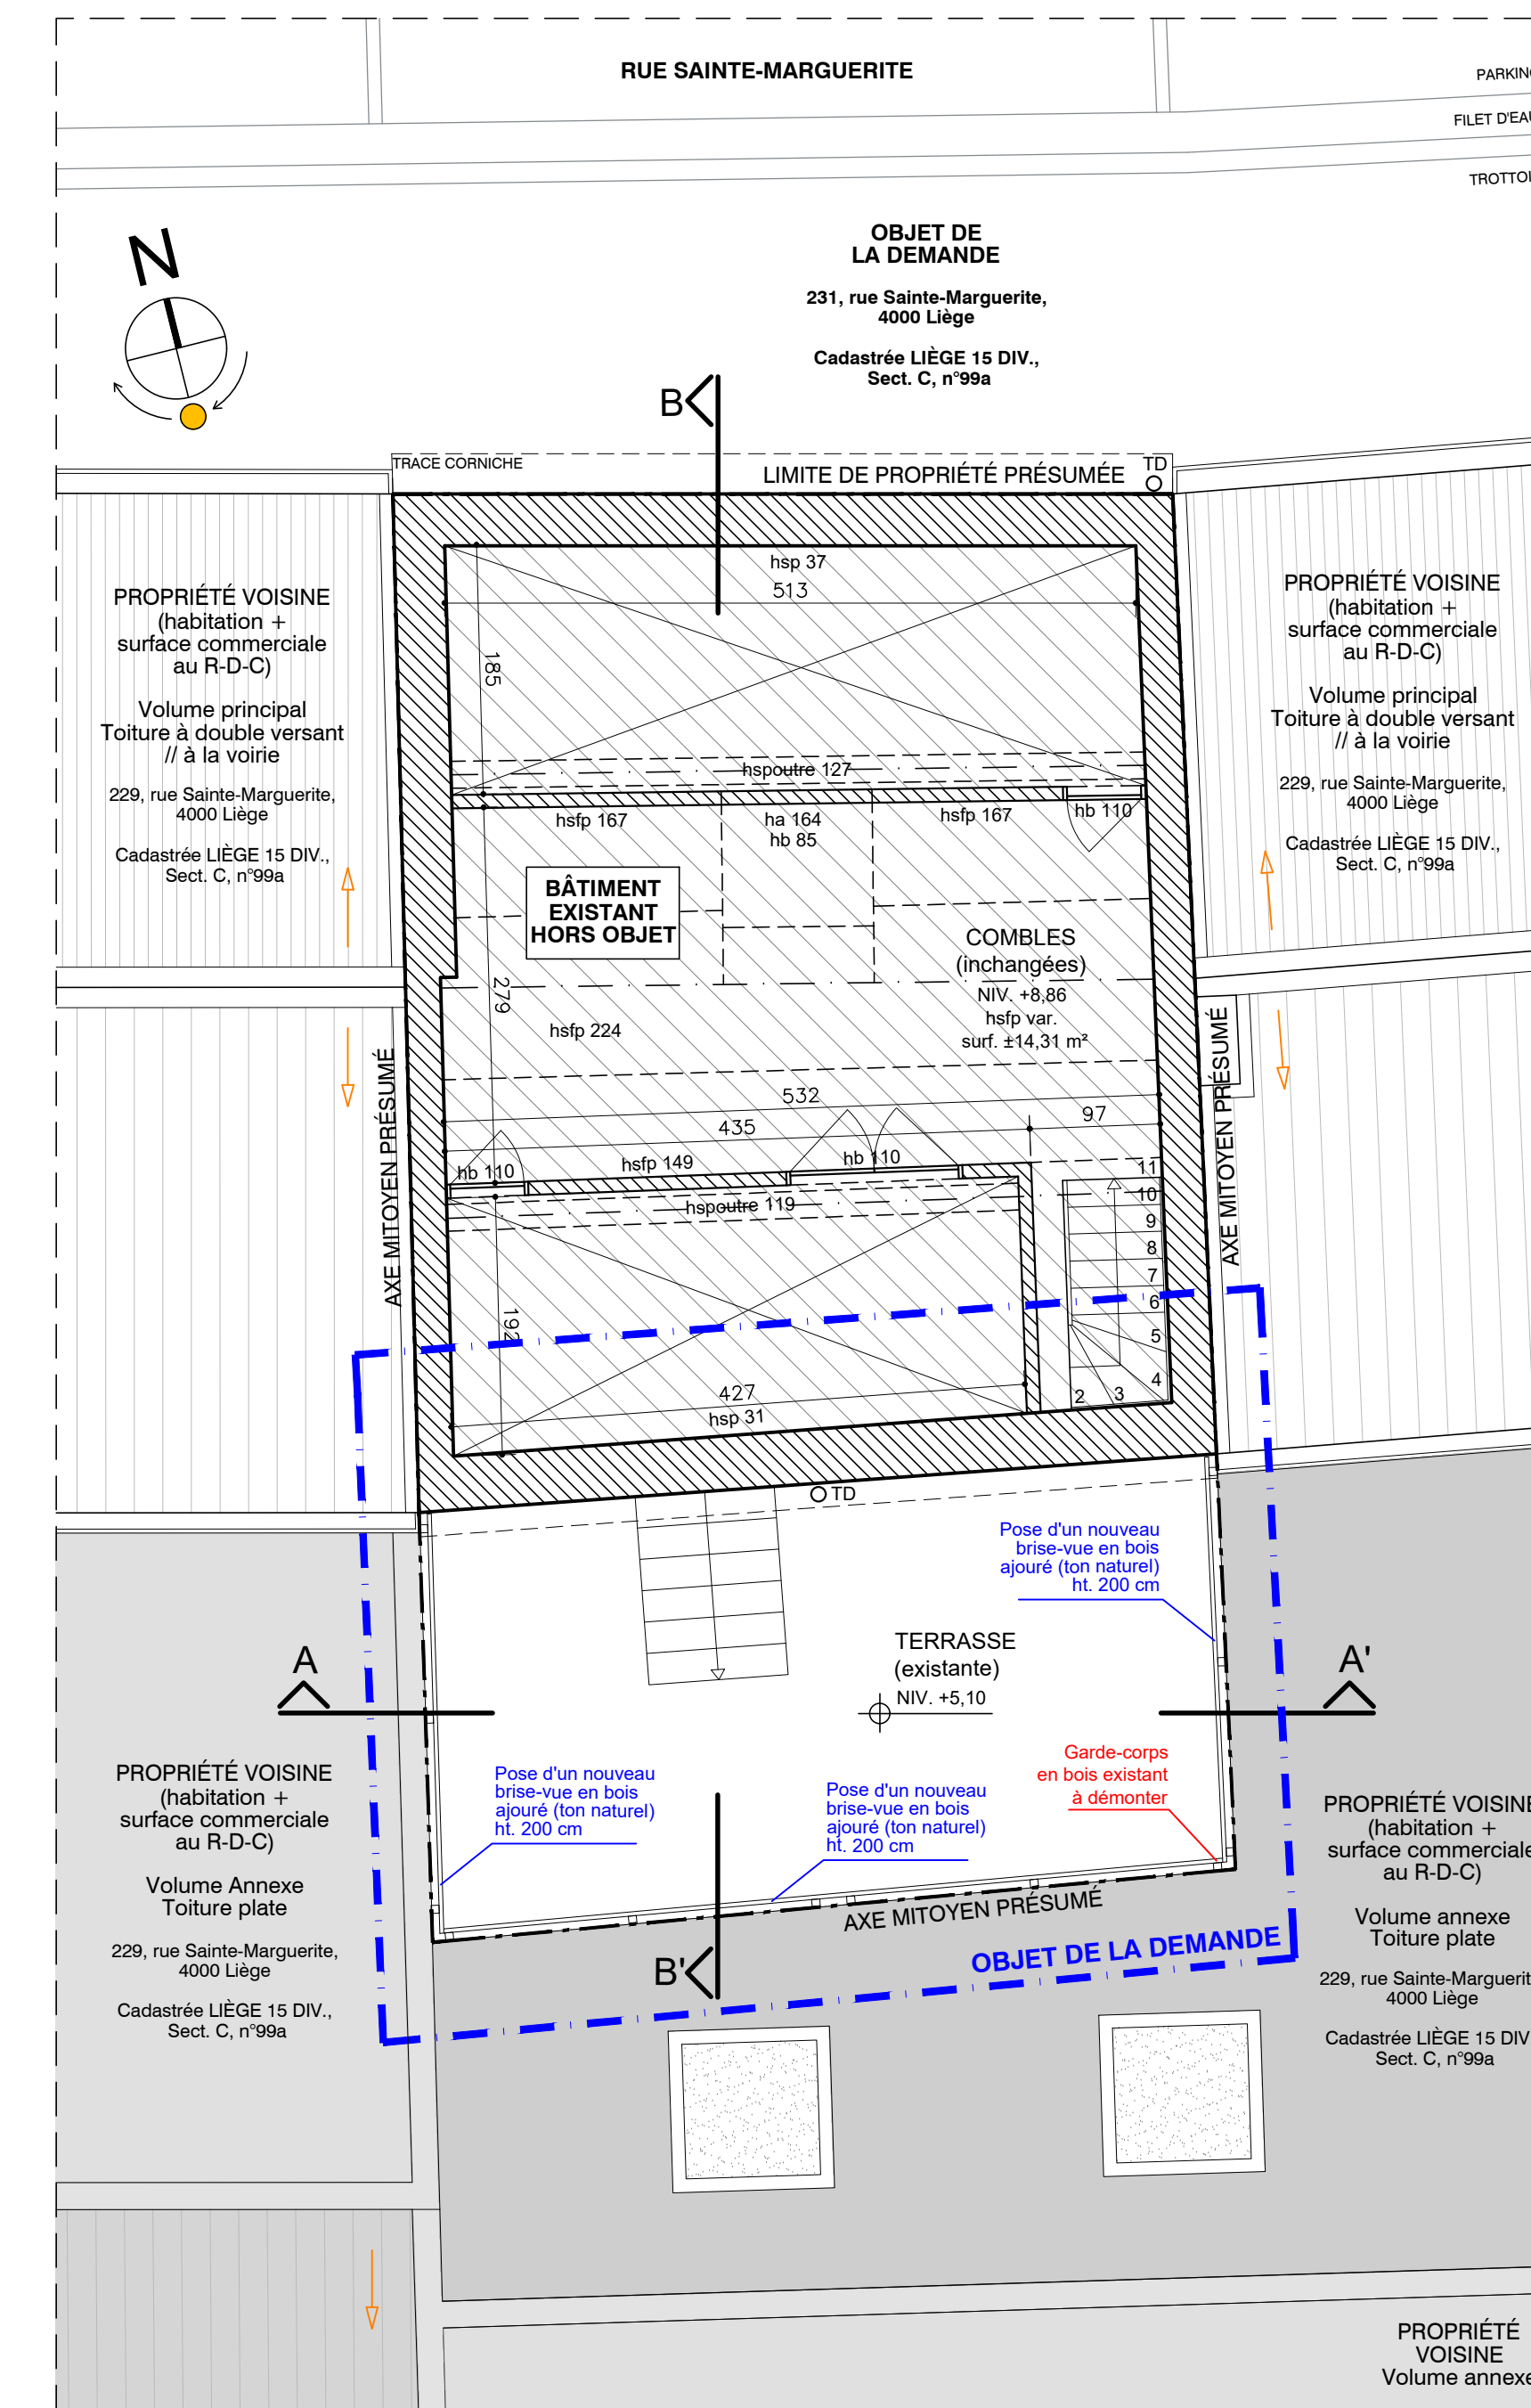 RUE SAINTE-MARGUERITE
FILET D'EAU
N
OBJET DE
LA DEMANDE
231, rue Sainte-Marguerite,
4000 Liège
Cadastrée LIÈGE 15 DIV.,
Sect. C, n°99a
B
TRACE CORNICHE
LIMITE DE PROPRIÉTÉ PRÉSUMÉE
TD
PROPRIÉTÉ VOISINE
(habitation +
surface commerciale
au R-D-C)
Volume principal
Toiture à double versant
// à la voirie
229, rue Sainte-Marguerite,
4000 Liège
Cadastrée LIÈGE 15 DIV.,
Sect. C, n°99a
hsp 37
513
185
hspoutre 127
hsfp 167
ha 164
hb 85
hsfp 167
hb 110
BÂTIMENT
EXISTANT
HORS OBJET
COMBLES
(inchangées)
NIV. +8,86
hsfp var.
surf. ±14,31 m²
279
hsfp 224
532
435
97
hb 110
hsfp 149
hb 110
hspoutre 119
192
427
hsp 31
11
10
9
8
7
6
5
4
3
2
PROPRIÉTÉ VOISINE
(habitation +
surface commerciale
au R-D-C)
Volume principal
Toiture à double versant
// à la voirie
229, rue Sainte-Marguerite,
4000 Liège
Cadastrée LIÈGE 15 DIV.,
Sect. C, n°99a
AXE MITOYEN PRÉSUMÉ
AXE MITOYEN PRÉSUMÉ
TD
Pose d'un nouveau
brise-vue en bois
ajouré (ton naturel)
ht. 200 cm
TERRASSE
(existante)
NIV. +5,10
A
A'
Garde-corps
en bois existant
à démonter
Pose d'un nouveau
brise-vue en bois
ajouré (ton naturel)
ht. 200 cm
Pose d'un nouveau
brise-vue en bois
ajouré (ton naturel)
ht. 200 cm
AXE MITOYEN PRÉSUMÉ
OBJET DE LA DEMANDE
B'
PROPRIÉTÉ VOISINE
(habitation +
surface commerciale
au R-D-C)
Volume Annexe
Toiture plate
229, rue Sainte-Marguerite,
4000 Liège
Cadastrée LIÈGE 15 DIV.,
Sect. C, n°99a
PROPRIÉTÉ VOISINE
(habitation +
surface commerciale
au R-D-C)
Volume annexe
Toiture plate
229, rue
4000 Liège
Cadastrée LIÈGE 15 DIV
Sect. C, n°99a
PROPRIÉTÉ
VOISINE
Volume annexe